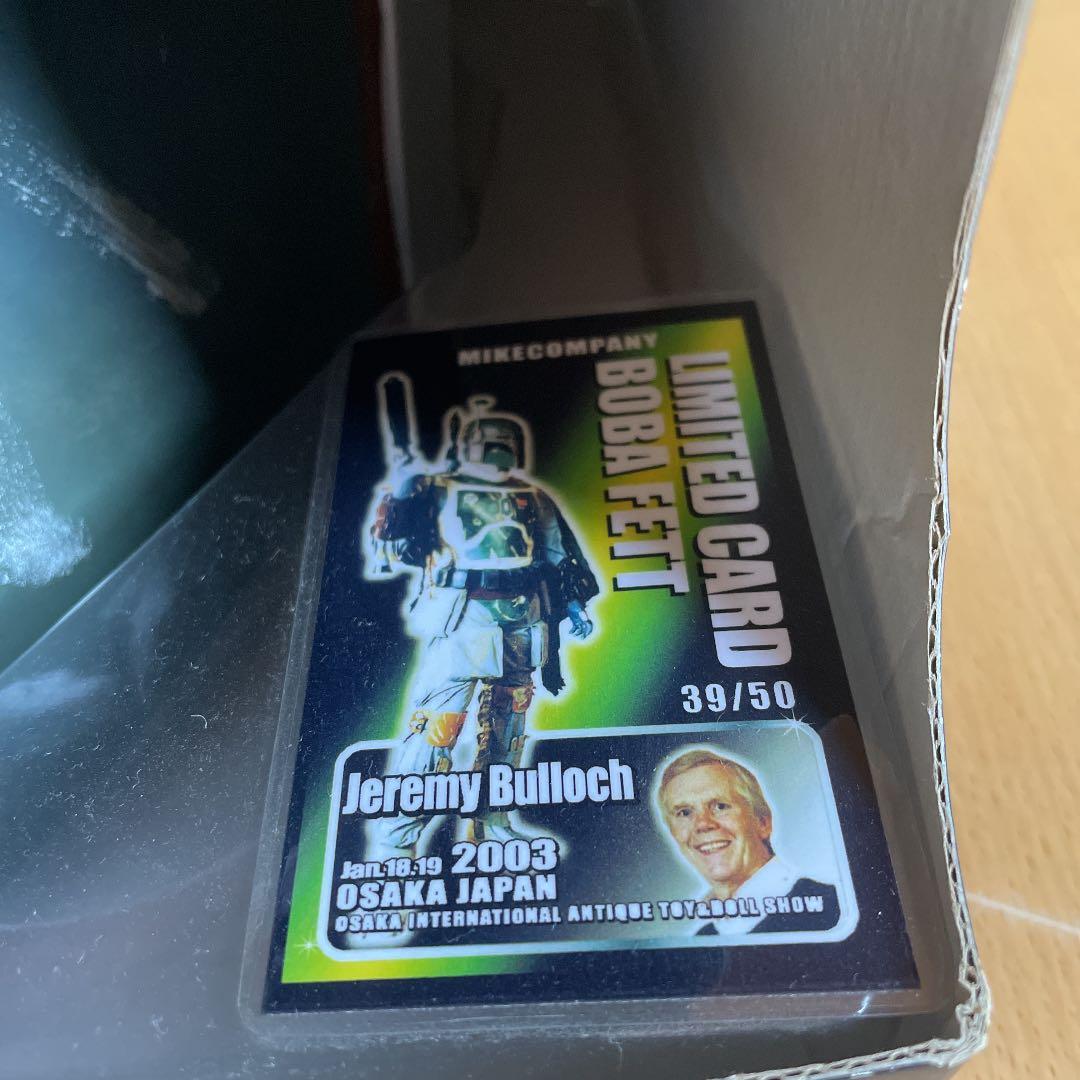 MIKECOMPANY
LIMITED CARD
BOBA FETT
39/50
Jeremy Bulloch
Jan.18.19 2003
OSAKA JAPAN
OSAKA INTERNATIONAL ANTIQUE TOY&DOLL SHOW